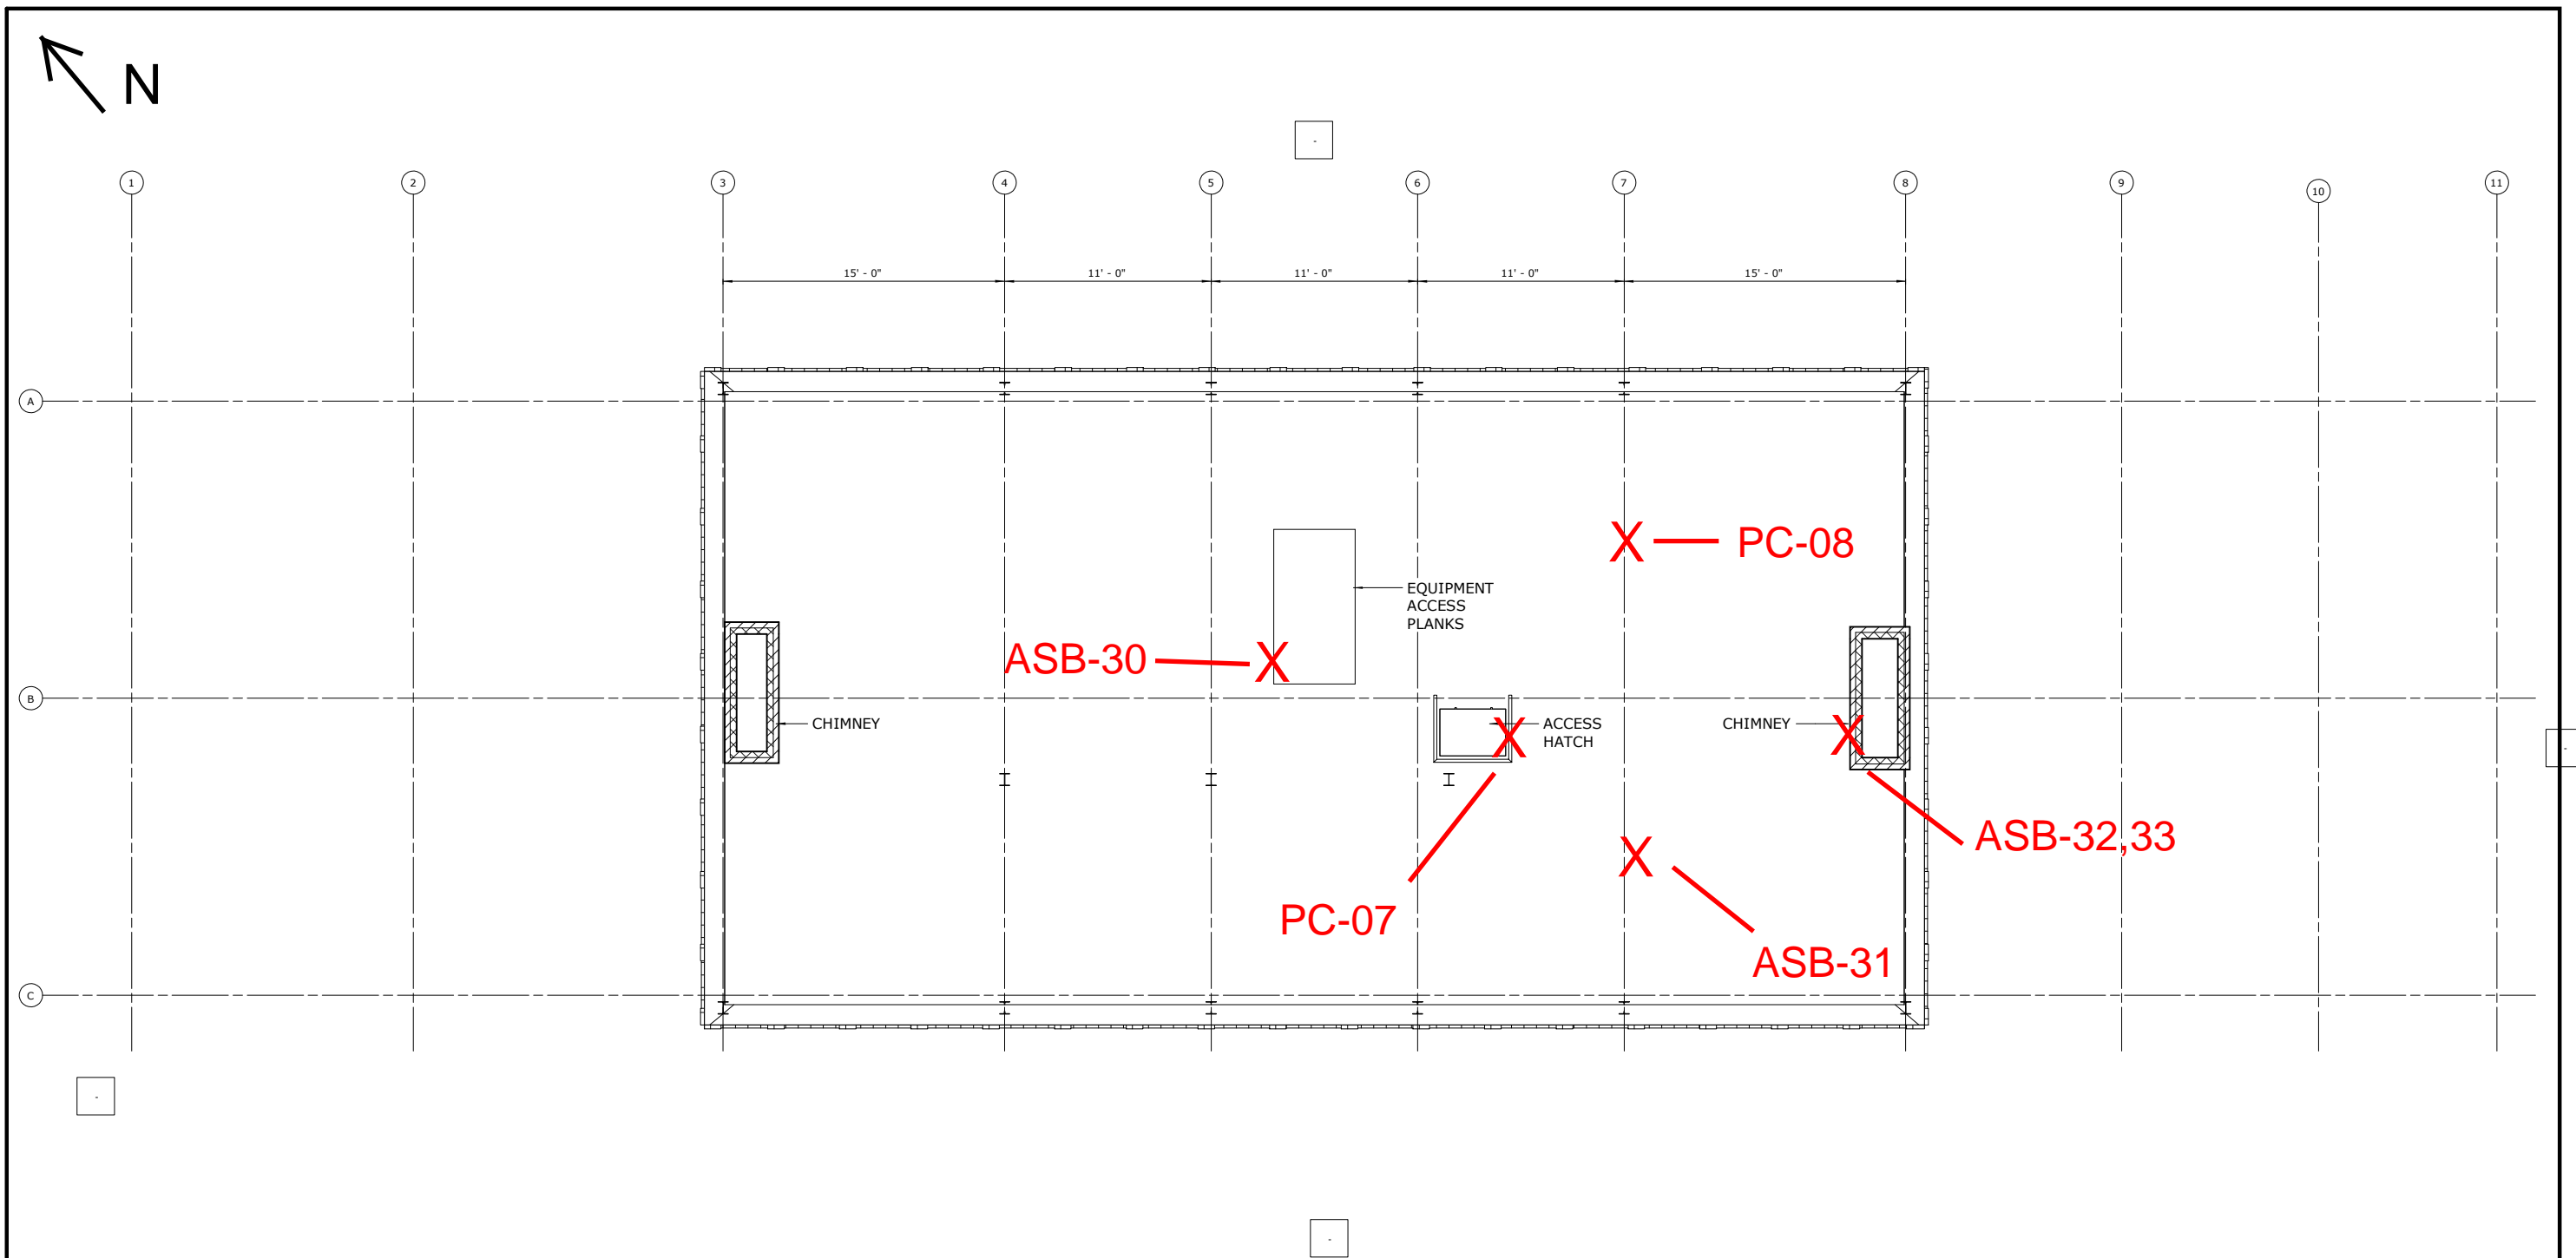 N
1 2 3 4 5 6 7 8 9 10 11
15' - 0" 11' - 0" 11' - 0" 11' - 0" 15' - 0"
A
PC-08
EQUIPMENT
ACCESS
PLANKS
ASB-30
B
CHIMNEY
ACCESS
HATCH
CHIMNEY
ASB-32,33
PC-07
ASB-31
C